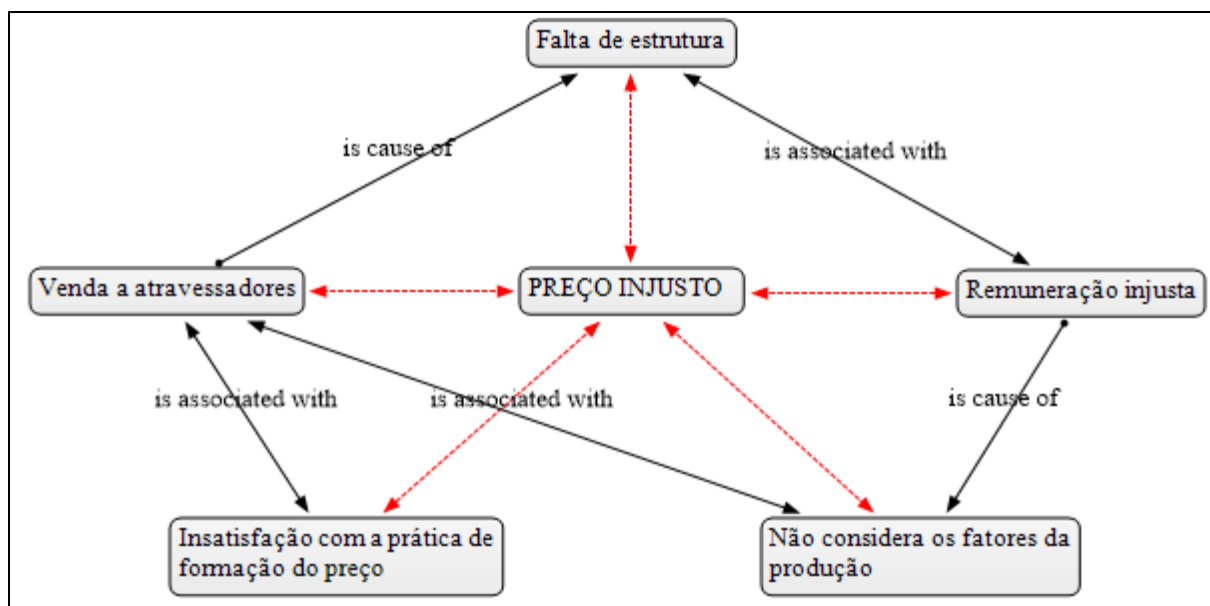 Falta de estrutura
is cause of
is associated with
Venda a atravessadores
PREÇO INJUSTO
Remuneração injusta
is associated with
is associated with
is cause of
Insatisfação com a prática de
formação do preço
Não considera os fatores da
produção